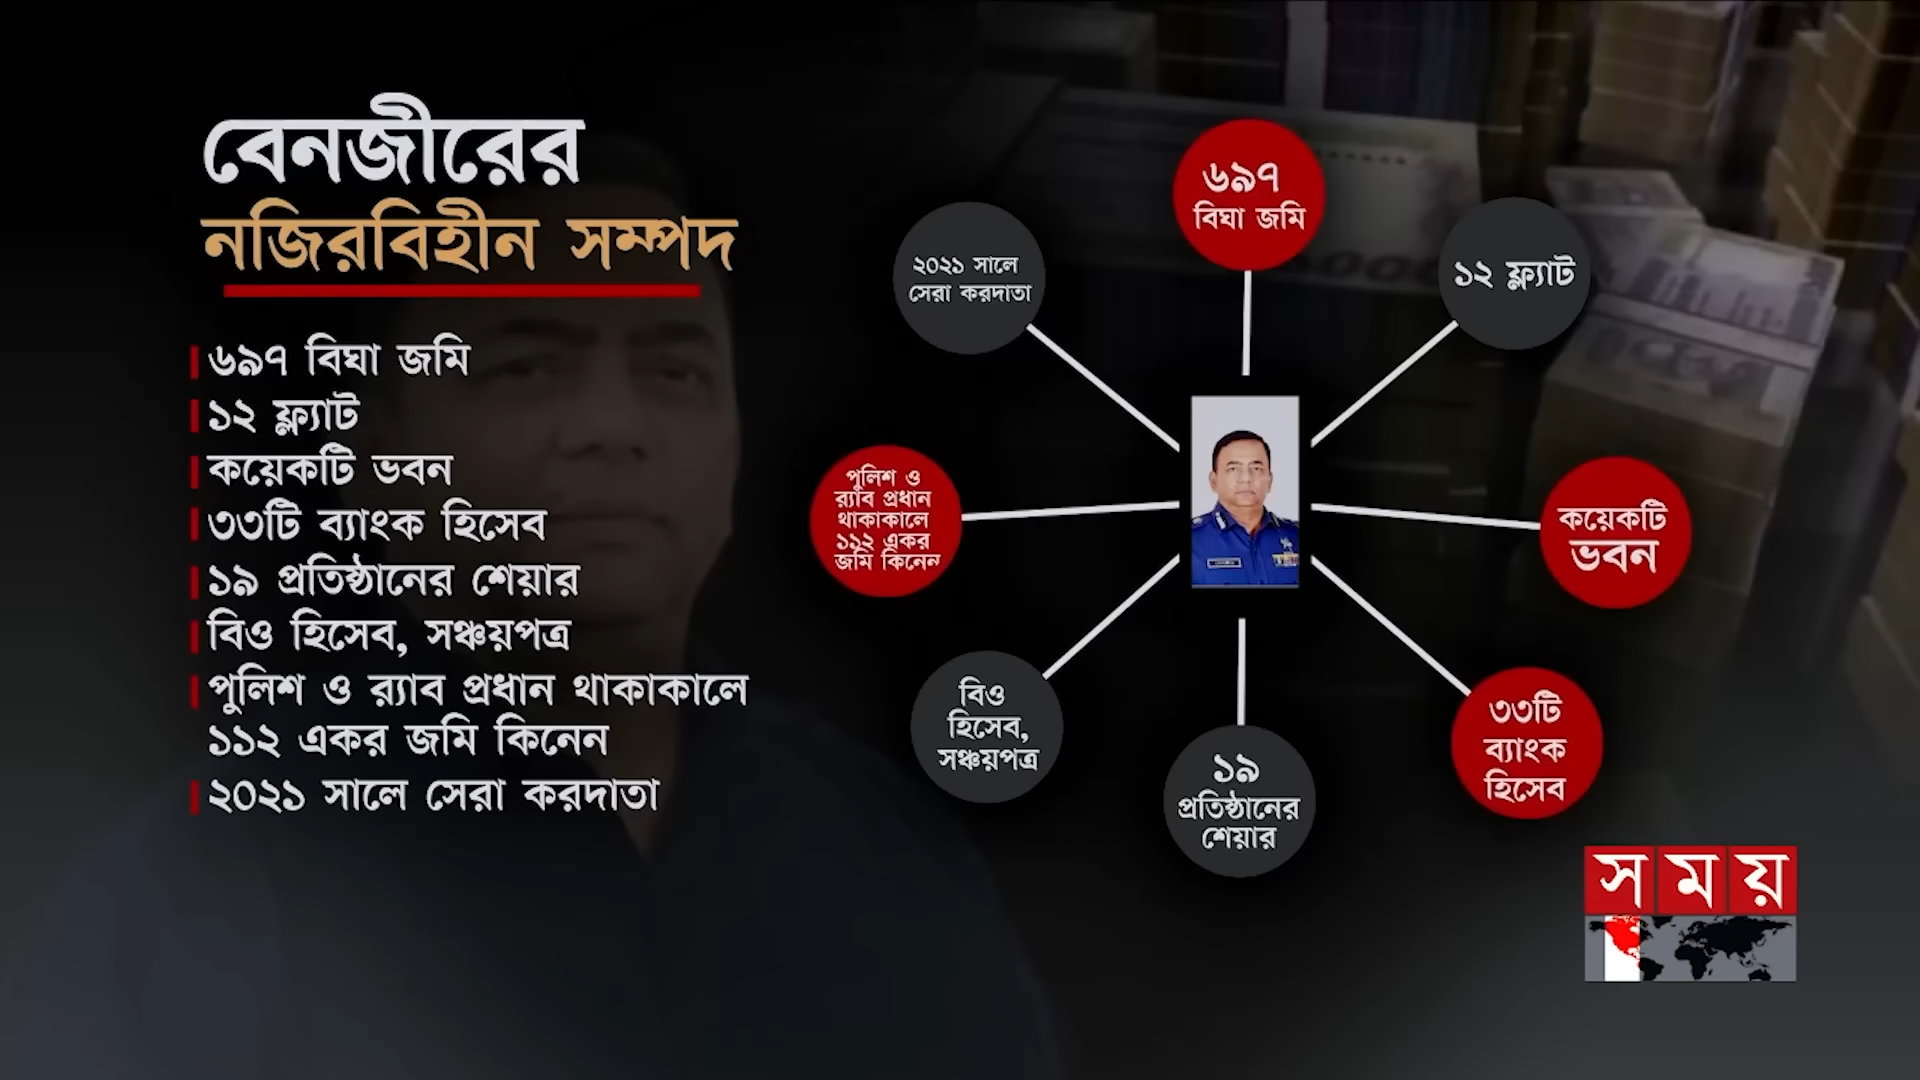 বেনজীরের
নজিরবিহীন সম্পদ
৬৯৭ বিঘা জমি
১২ ফ্ল্যাট
কয়েকটি ভবন
৩৩টি ব্যাংক হিসেব
১৯ প্রতিষ্ঠানের শেয়ার
বিও হিসেব, সঞ্চয়পত্র
পুলিশ ও র‍্যাব প্রধান থাকাকালে
১১২ একর জমি কিনেন
২০২১ সালে সেরা করদাতা
৬৯৭
বিঘা জমি
১২ ফ্ল্যাট
কয়েকটি
ভবন
৩৩টি
ব্যাংক
হিসেব
১৯
প্রতিষ্ঠানের
শেয়ার
বিও
হিসেব,
সঞ্চয়পত্র
পুলিশ ও
র‍্যাব প্রধান
থাকাকালে
১১২ একর
জমি কিনেন
২০২১ সালে
সেরা করদাতা
সময়